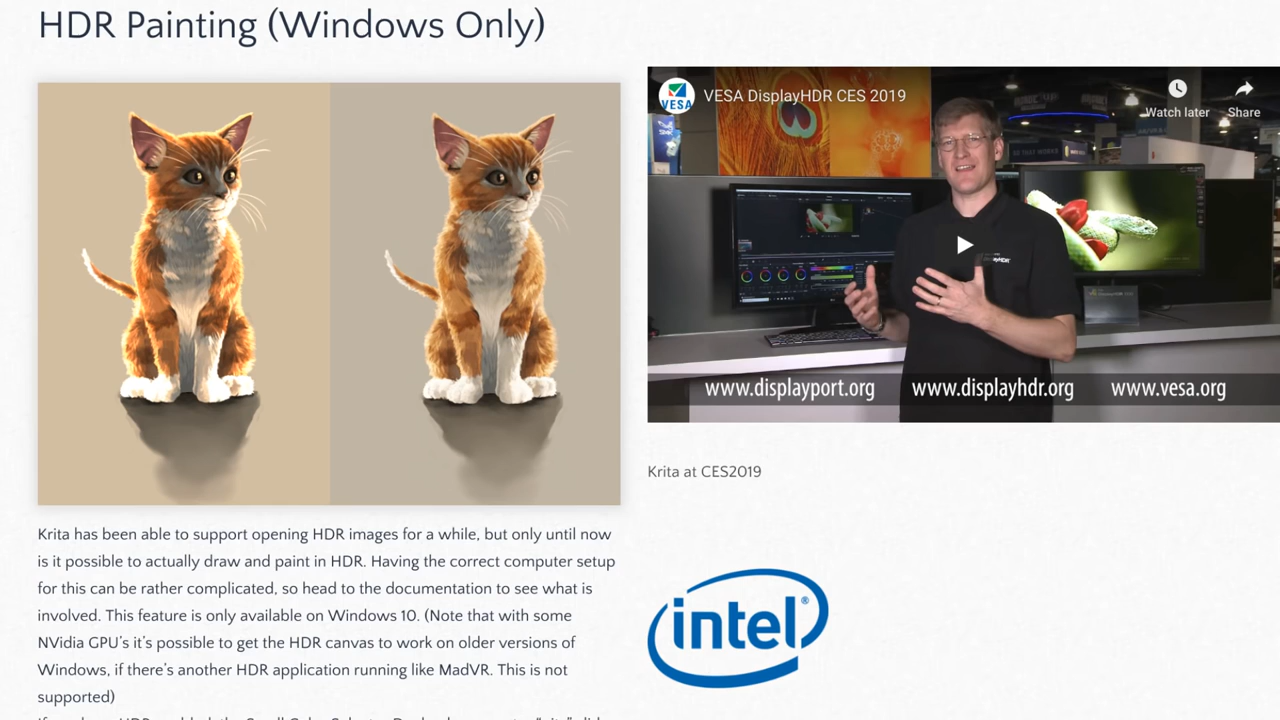 HDR Painting (Windows Only)
VESA
VESA DisplayHDR CES 2019
Watch later
Share
www.displayport.org www.displayhdr.org www.vesa.org
Krita at CES2019
Krita has been able to support opening HDR images for a while, but only until now
is it possible to actually draw and paint in HDR. Having the correct computer setup
for this can be rather complicated, so head to the documentation to see what is
involved. This feature is only available on Windows 10. (Note that with some
NVidia GPU's it's possible to get the HDR canvas to work on older versions of
Windows, if there's another HDR application running like MadVR. This is not
supported)
intel®